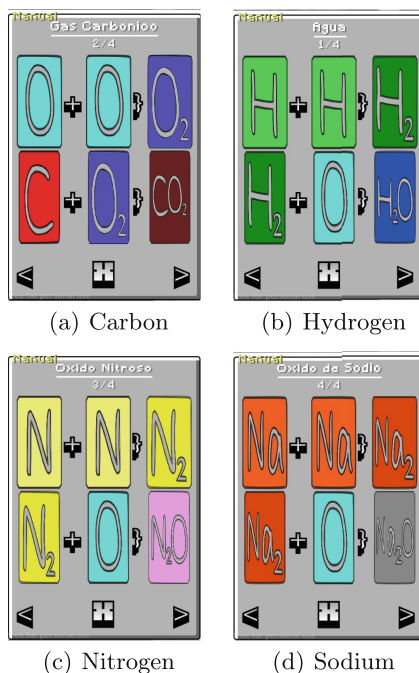 Manual
Gas Carbonico
2/4
O + O } O2
C + O2 } CO2
< >
(a) Carbon
Manual
Agua
1/4
H + H } H2
H2 + O } H2O
< >
(b) Hydrogen
Manual
Oxido Nitroso
3/4
N + N } N2
N2 + O } N2O
< >
(c) Nitrogen
Manual
Oxido de Sodio
4/4
Na + Na } Na2
Na2 + O } Na2O
< >
(d) Sodium